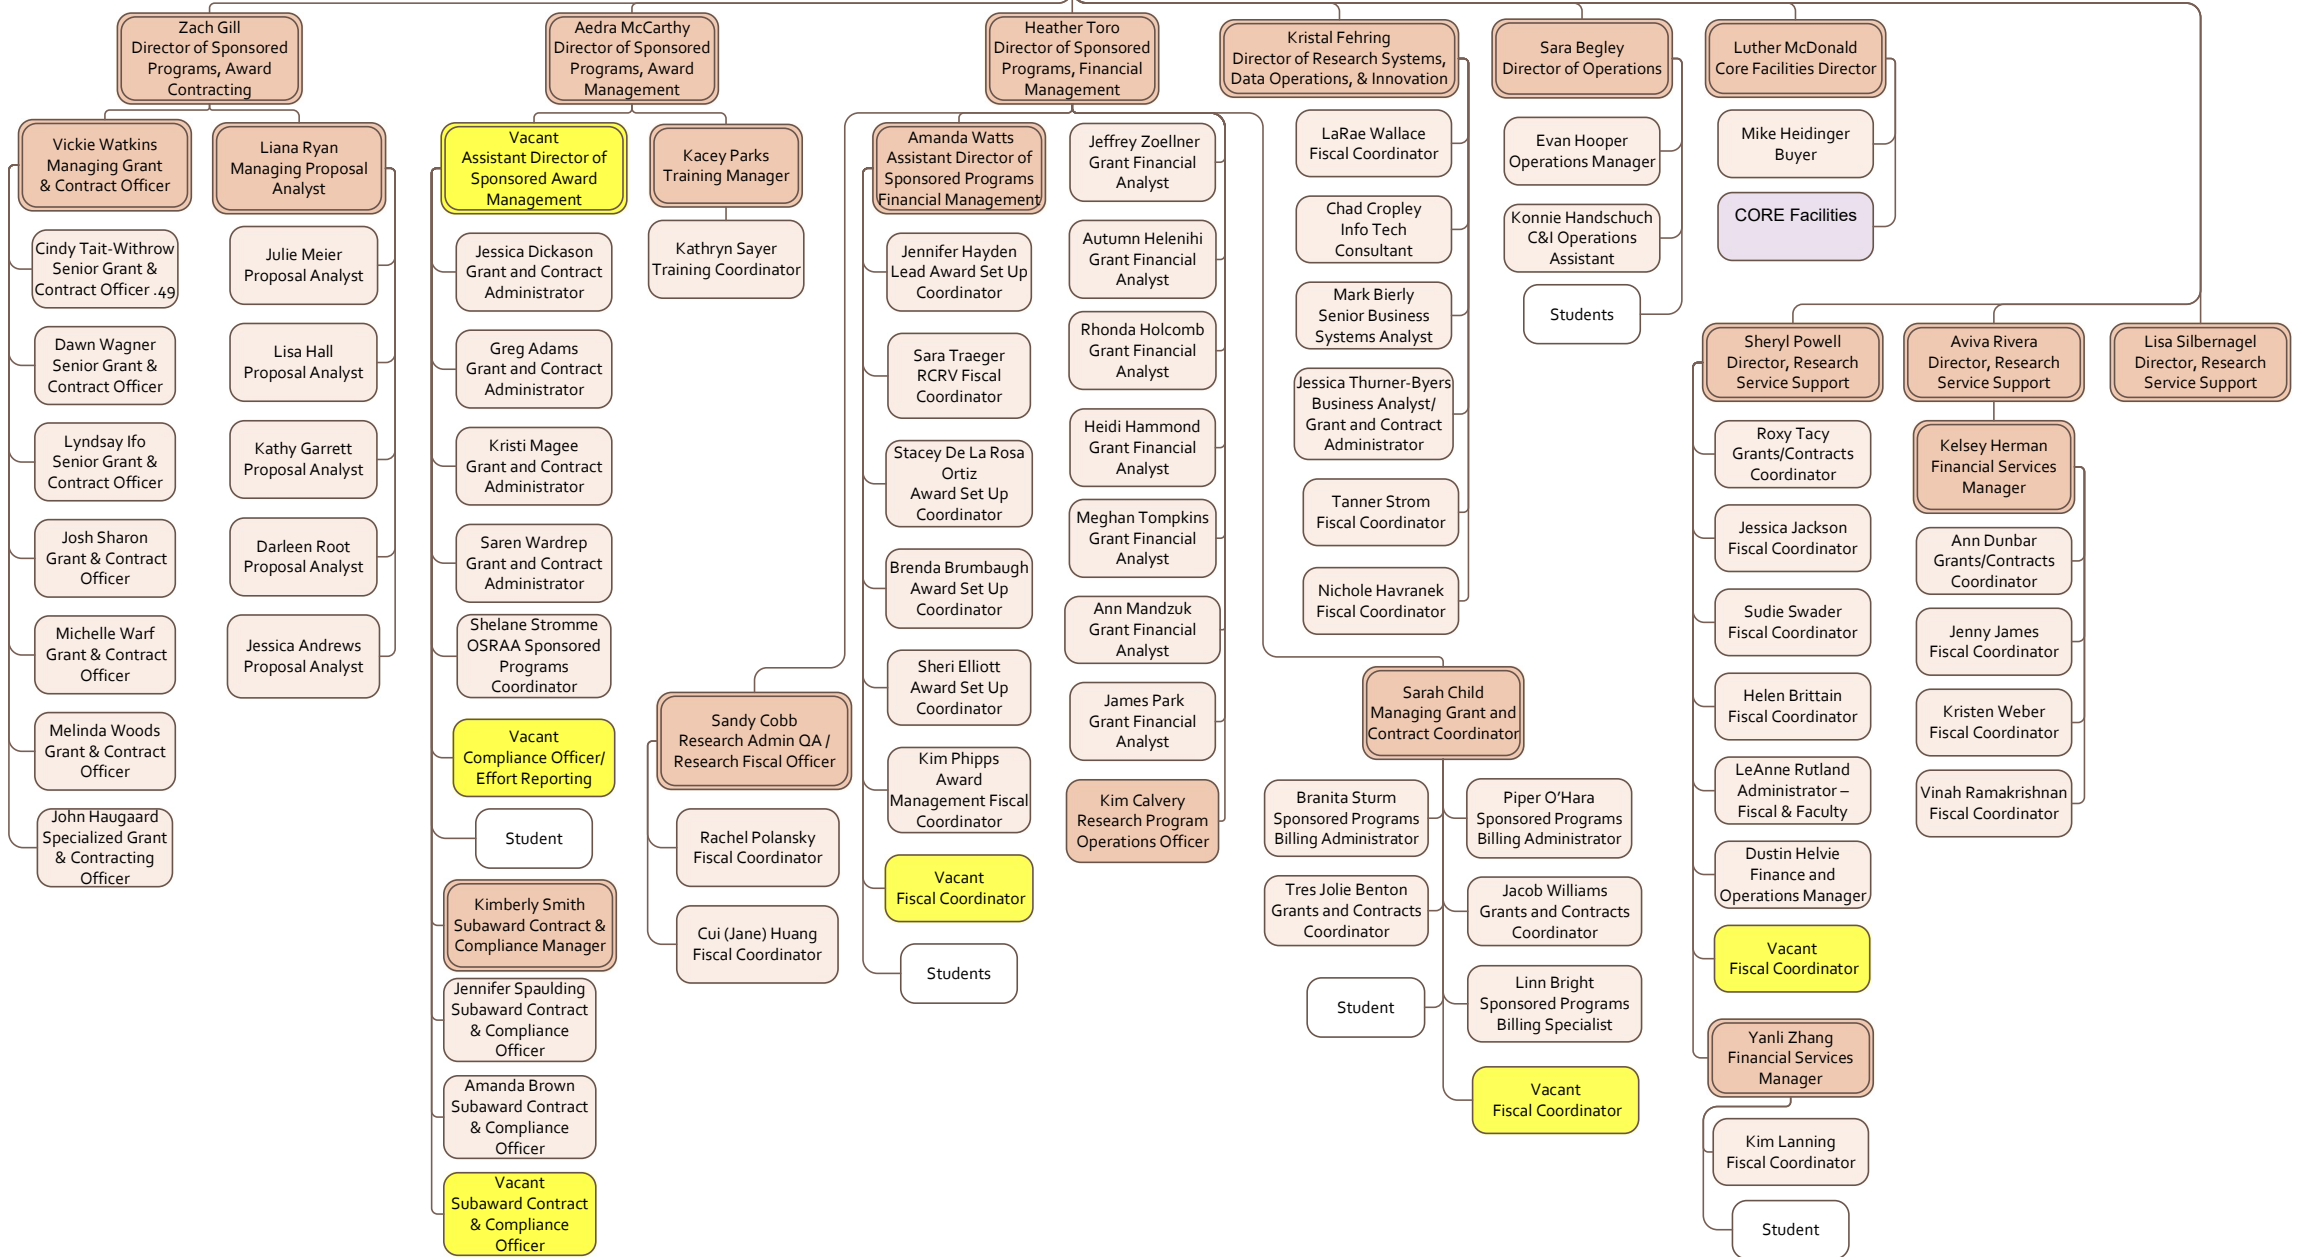 Zach Gill
Director of Sponsored
Programs, Award
Contracting
Aedra McCarthy
Director of Sponsored
Programs, Award
Management
Heather Toro
Director of Sponsored
Programs, Financial
Management
Kristal Fehring
Director of Research Systems,
Data Operations, & Innovation
Sara Begley
Director of Operations
Luther McDonald
Core Facilities Director
Vickie Watkins
Managing Grant
& Contract Officer
Cindy Tait-Withrow
Senior Grant &
Contract Officer .49
Dawn Wagner
Senior Grant &
Contract Officer
Lyndsay Ifo
Senior Grant &
Contract Officer
Josh Sharon
Grant & Contract
Officer
Michelle Warf
Grant & Contract
Officer
Melinda Woods
Grant & Contract
Officer
John Haugaard
Specialized Grant
& Contracting
Officer
Liana Ryan
Managing Proposal
Analyst
Julie Meier
Proposal Analyst
Lisa Hall
Proposal Analyst
Kathy Garrett
Proposal Analyst
Darleen Root
Proposal Analyst
Jessica Andrews
Proposal Analyst
Vacant
Assistant Director of
Sponsored Award
Management
Jessica Dickason
Grant and Contract
Administrator
Greg Adams
Grant and Contract
Administrator
Kristi Magee
Grant and Contract
Administrator
Saren Wardrep
Grant and Contract
Administrator
Shelane Stromme
OSRAA Sponsored
Programs
Coordinator
Vacant
Compliance Officer/
Effort Reporting
Student
Kimberly Smith
Subaward Contract &
Compliance Manager
Jennifer Spaulding
Subaward Contract
& Compliance
Officer
Amanda Brown
Subaward Contract
& Compliance
Officer
Vacant
Subaward Contract
& Compliance
Officer
Kacey Parks
Training Manager
Kathryn Sayer
Training Coordinator
Sandy Cobb
Research Admin QA /
Research Fiscal Officer
Rachel Polansky
Fiscal Coordinator
Cui (Jane) Huang
Fiscal Coordinator
Amanda Watts
Assistant Director of
Sponsored Programs
Financial Management
Jennifer Hayden
Lead Award Set Up
Coordinator
Sara Traeger
RCRV Fiscal
Coordinator
Stacey De La Rosa
Ortiz
Award Set Up
Coordinator
Brenda Brumbaugh
Award Set Up
Coordinator
Sheri Elliott
Award Set Up
Coordinator
Kim Phipps
Award
Management Fiscal
Coordinator
Vacant
Fiscal Coordinator
Students
Jeffrey Zoellner
Grant Financial
Analyst
Autumn Helenihi
Grant Financial
Analyst
Rhonda Holcomb
Grant Financial
Analyst
Heidi Hammond
Grant Financial
Analyst
Meghan Tompkins
Grant Financial
Analyst
Ann Mandzuk
Grant Financial
Analyst
James Park
Grant Financial
Analyst
Kim Calvery
Research Program
Operations Officer
LaRae Wallace
Fiscal Coordinator
Chad Cropley
Info Tech
Consultant
Mark Bierly
Senior Business
Systems Analyst
Jessica Thurner-Byers
Business Analyst/
Grant and Contract
Administrator
Tanner Strom
Fiscal Coordinator
Nichole Havranek
Fiscal Coordinator
Sarah Child
Managing Grant and
Contract Coordinator
Branita Sturm
Sponsored Programs
Billing Administrator
Tres Jolie Benton
Grants and Contracts
Coordinator
Student
Piper O’Hara
Sponsored Programs
Billing Administrator
Jacob Williams
Grants and Contracts
Coordinator
Linn Bright
Sponsored Programs
Billing Specialist
Vacant
Fiscal Coordinator
Evan Hooper
Operations Manager
Konnie Handschuch
C&I Operations
Assistant
Students
Mike Heidinger
Buyer
CORE Facilities
Sheryl Powell
Director, Research
Service Support
Roxy Tacy
Grants/Contracts
Coordinator
Jessica Jackson
Fiscal Coordinator
Sudie Swader
Fiscal Coordinator
Helen Brittain
Fiscal Coordinator
LeAnne Rutland
Administrator –
Fiscal & Faculty
Dustin Helvie
Finance and
Operations Manager
Vacant
Fiscal Coordinator
Yanli Zhang
Financial Services
Manager
Kim Lanning
Fiscal Coordinator
Student
Aviva Rivera
Director, Research
Service Support
Kelsey Herman
Financial Services
Manager
Ann Dunbar
Grants/Contracts
Coordinator
Jenny James
Fiscal Coordinator
Kristen Weber
Fiscal Coordinator
Vinah Ramakrishnan
Fiscal Coordinator
Lisa Silbernagel
Director, Research
Service Support